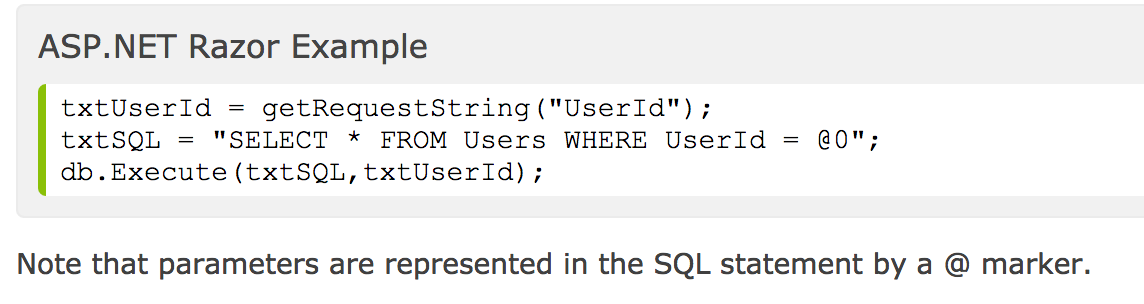 ASP.NET Razor Example
txtUserId = getRequestString("UserId");
txtSQL = "SELECT * FROM Users WHERE UserId = @0";
db.Execute(txtSQL,txtUserId);
Note that parameters are represented in the SQL statement by a @ marker.